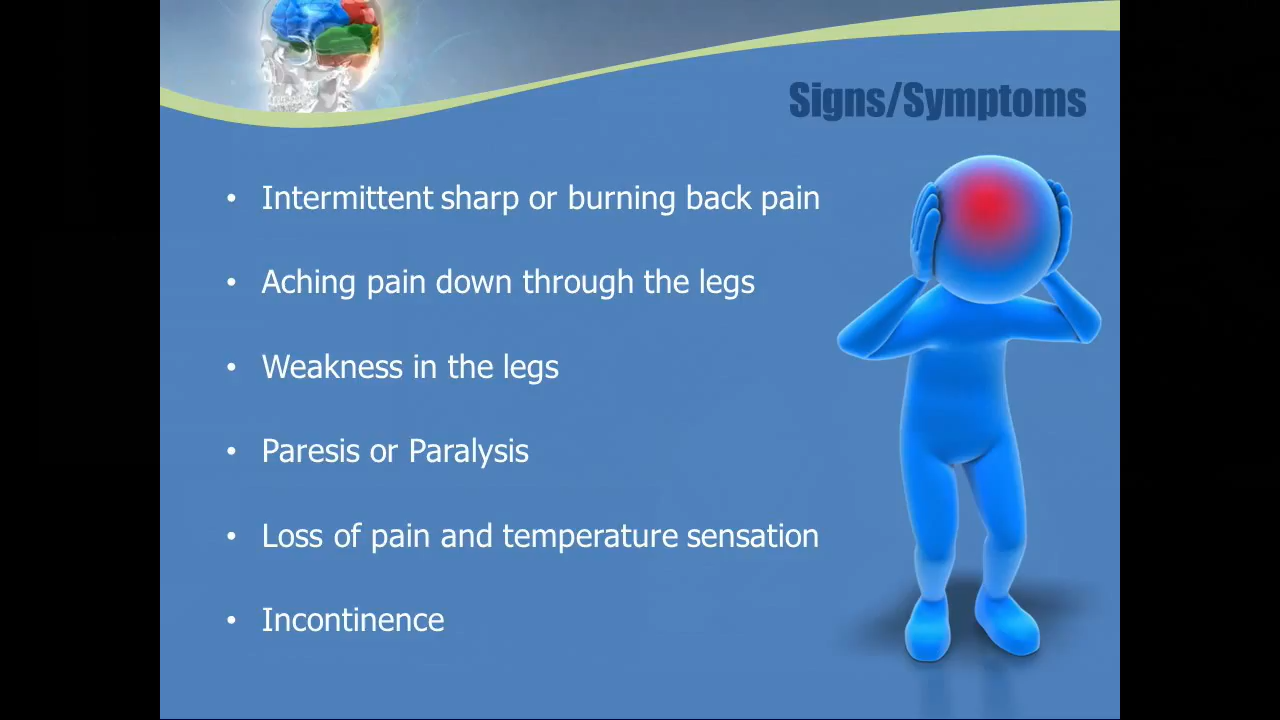 Signs/Symptoms
• Intermittent sharp or burning back pain
• Aching pain down through the legs
• Weakness in the legs
• Paresis or Paralysis
• Loss of pain and temperature sensation
• Incontinence